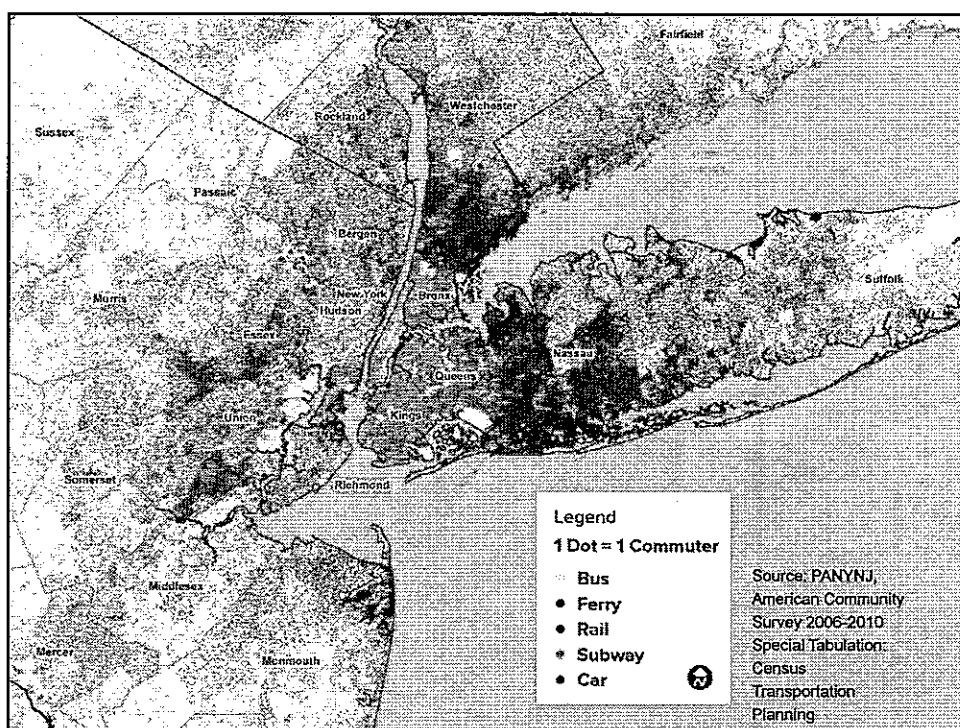 Fairfield
Westchester
Rockland
Sussex
Passaic
Bergen
Suffolk
Morris
New York
Bronx
Hudson
Essex
Nassau
Queens
Union
Kings
Somerset
Richmond
Middlesex
Mercer
Monmouth
Legend
1 Dot = 1 Commuter
Bus
Ferry
Rail
Subway
Car
Source: PANYNJ,
American Community
Survey 2006-2010
Special Tabulation:
Census
Transportation
Planning